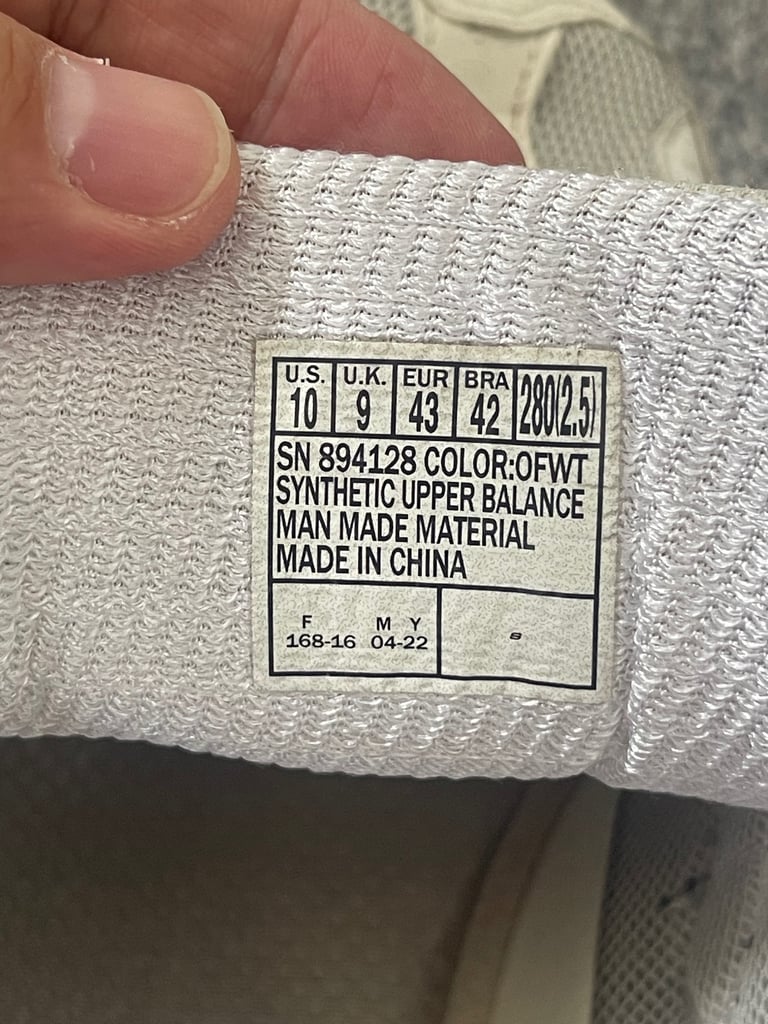 U.S. U.K. EUR BRA 280(2.5)
10 9 43 42
SN 894128 COLOR:OFWT
SYNTHETIC UPPER BALANCE
MAN MADE MATERIAL
MADE IN CHINA
F M Y
168-16 04-22